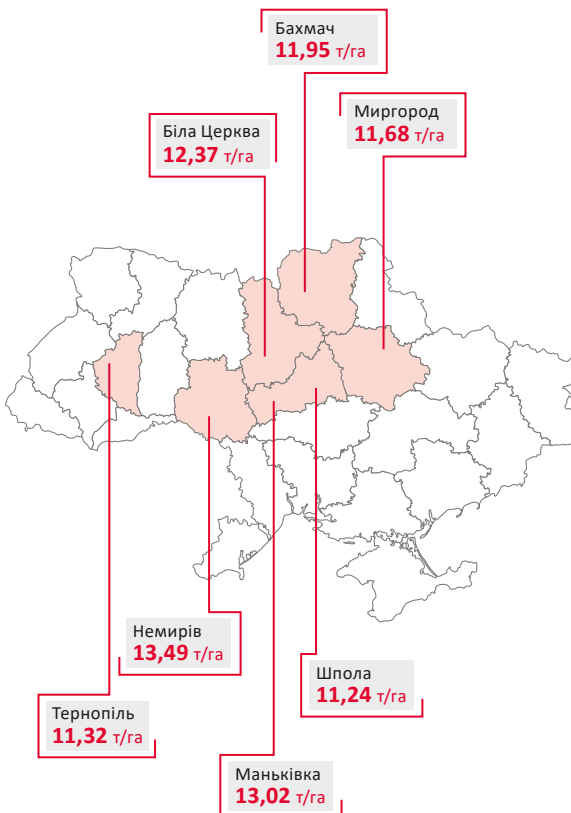 Бахмач
11,95 т/га
Миргород
11,68 т/га
Біла Церква
12,37 т/га
Немирів
13,49 т/га
Шпола
11,24 т/га
Тернопіль
11,32 т/га
Маньківка
13,02 т/га